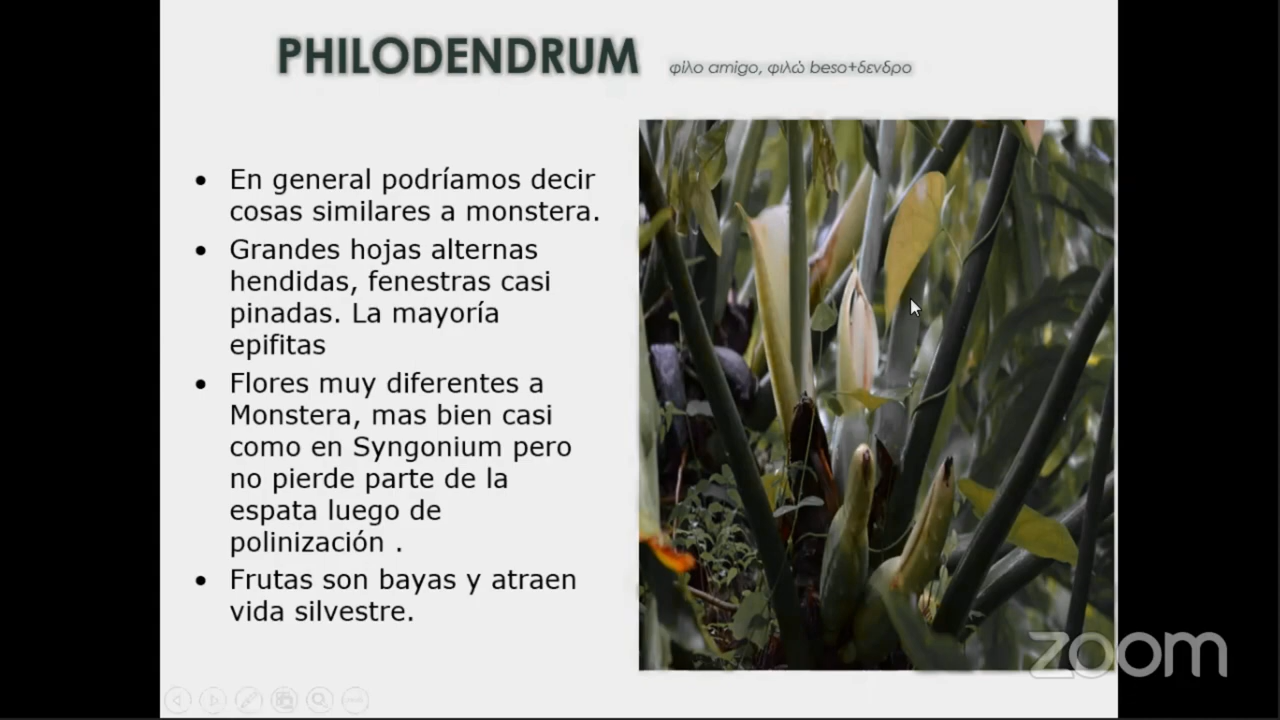 PHILODENDRUM
φίλο amigo, φιλώ beso+δενδρο
• En general podríamos decir
cosas similares a monstera.
• Grandes hojas alternas
hendidas, fenestras casi
pinadas. La mayoría
epifitas
• Flores muy diferentes a
Monstera, mas bien casi
como en Syngonium pero
no pierde parte de la
espata luego de
polinización .
• Frutas son bayas y atraen
vida silvestre.
zoom